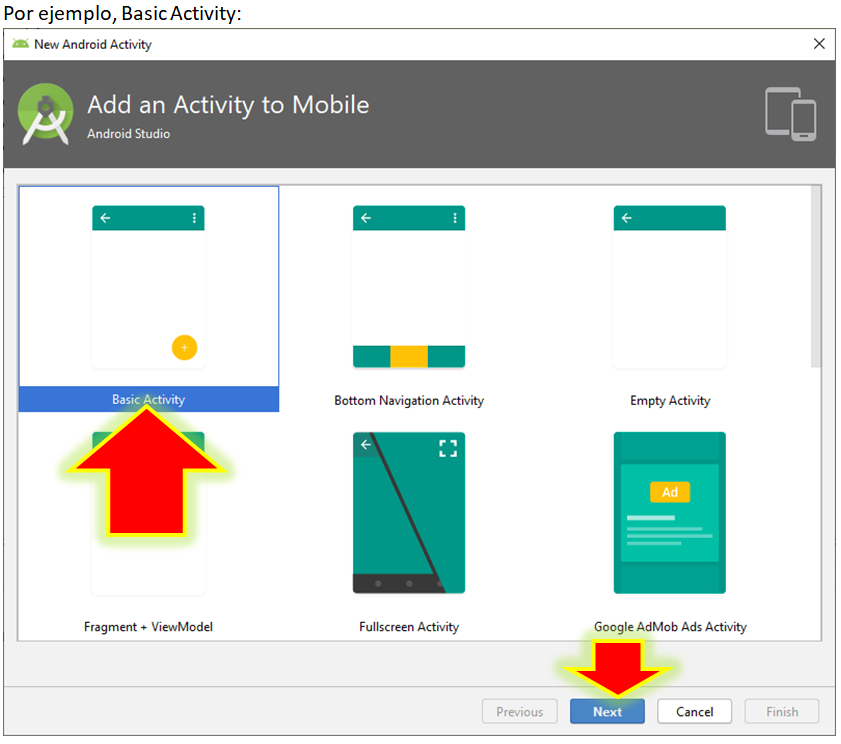 Por ejemplo, Basic Activity:
New Android Activity
Add an Activity to Mobile
Android Studio
Basic Activity
Bottom Navigation Activity
Empty Activity
Ad
Fragment + ViewModel
Fullscreen Activity
Google AdMob Ads Activity
Previous
Next
Cancel
Finish